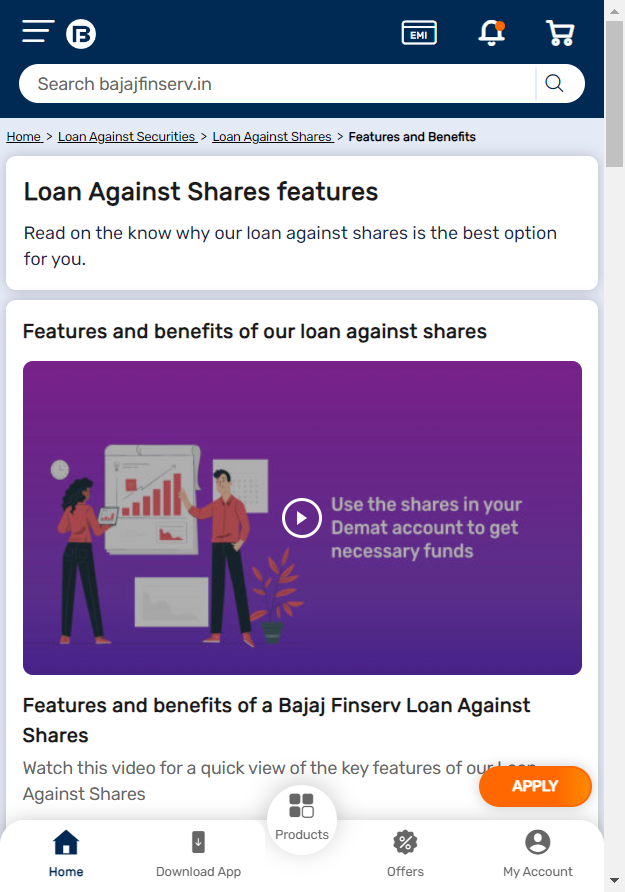 EMI
Search bajajfinserv.in
Home > Loan Against Securities > Loan Against Shares > Features and Benefits
Loan Against Shares features
Read on the know why our loan against shares is the best option
for you.
Features and benefits of our loan against shares
Use the shares in your
Demat account to get
necessary funds
Features and benefits of a Bajaj Finserv Loan Against
Shares
Watch this video for a quick view of the key features of our Loan
Against Shares
APPLY
Products
Home
Download App
Offers
My Account